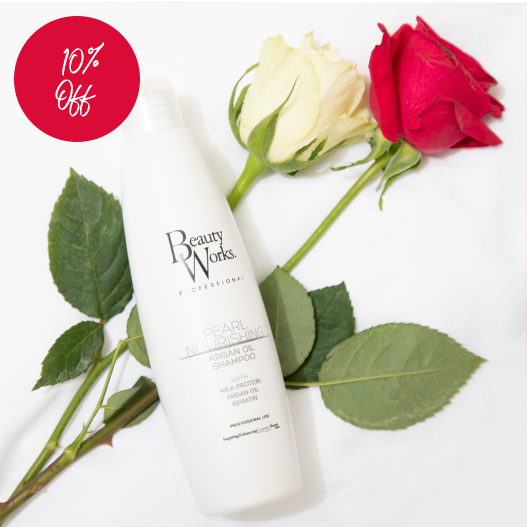 10%
Off
Beauty
Works.
PROFESSIONAL
PEARL
NOURISHING
ARGAN OIL
SHAMPOO
WITH
MILK PROTEIN
ARGAN OIL
KERATIN
PROFESSIONAL USE